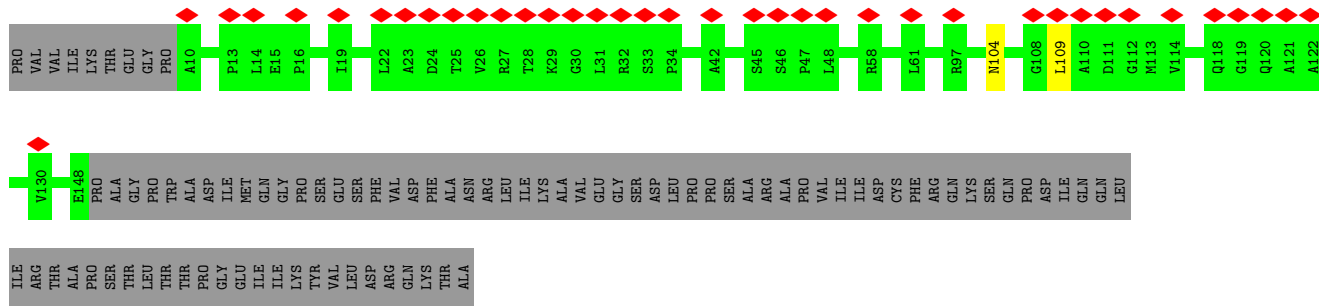 PRO VAL VAL ILE LYS THR GLU GLY PRO A10 P13 L14 E15 P16 I19 L22 A23 D24 T25 V26 R27 T28 K29 G30 L31 R32 S33 P34 A42 S45 S46 P47 L48 R58 L61 R97 N104 G108 L109 A110 D111 G112 M113 V114 Q118 G119 Q120 A121 A122
V130 E148 PRO ALA GLY PRO TRP ALA ASP ILE MET GLN GLY PRO SER GLU SER PHE VAL ASP PHE ALA ASN ARG LEU ILE LYS ALA VAL GLU GLY SER ASP LEU PRO PRO SER ALA ARG ALA PRO VAL ILE ILE ASP CYS PHE ARG GLN LYS SER GLN PRO ASP ILE GLN GLN LEU
ILE ARG THR ALA PRO SER THR LEU THR THR PRO GLY GLU ILE ILE LYS TYR VAL LEU ASP ARG GLN LYS THR ALA